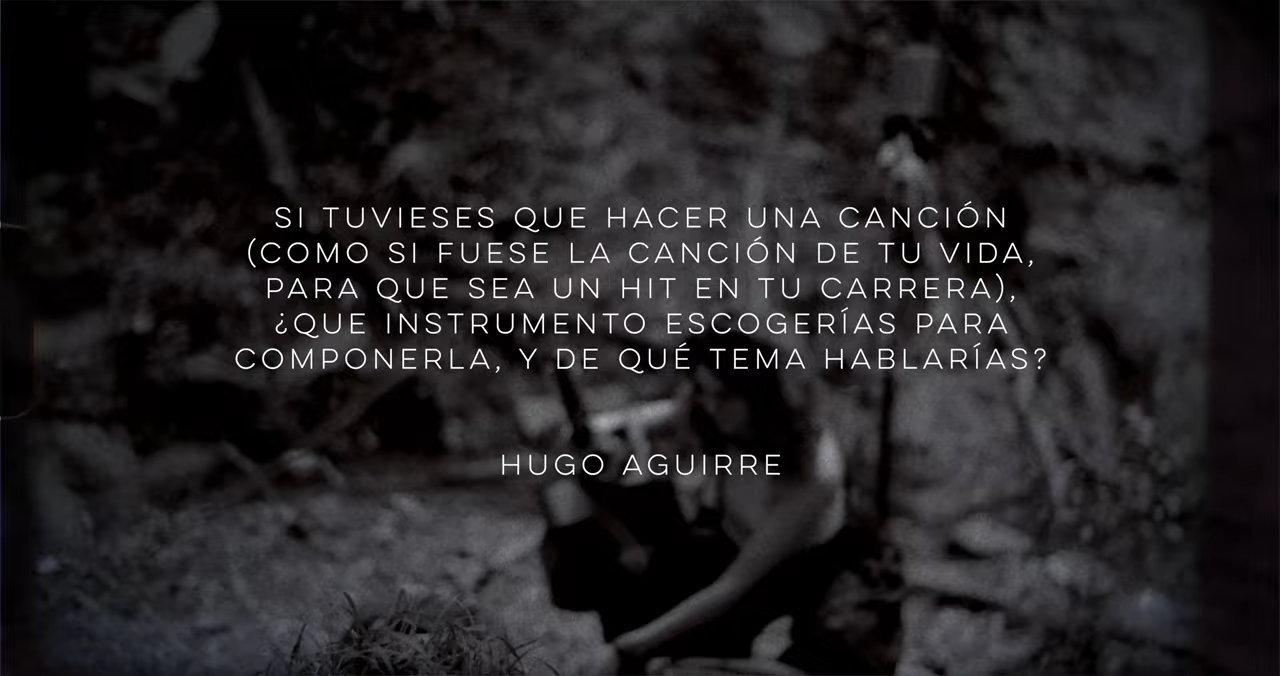 SI TUVIESES QUE HACER UNA CANCIÓN
(COMO SI FUESE LA CANCIÓN DE TU VIDA,
PARA QUE SEA UN HIT EN TU CARRERA),
¿QUE INSTRUMENTO ESCOGERÍAS PARA
COMPONERLA, Y DE QUÉ TEMA HABLARÍAS?
HUGO AGUIRRE